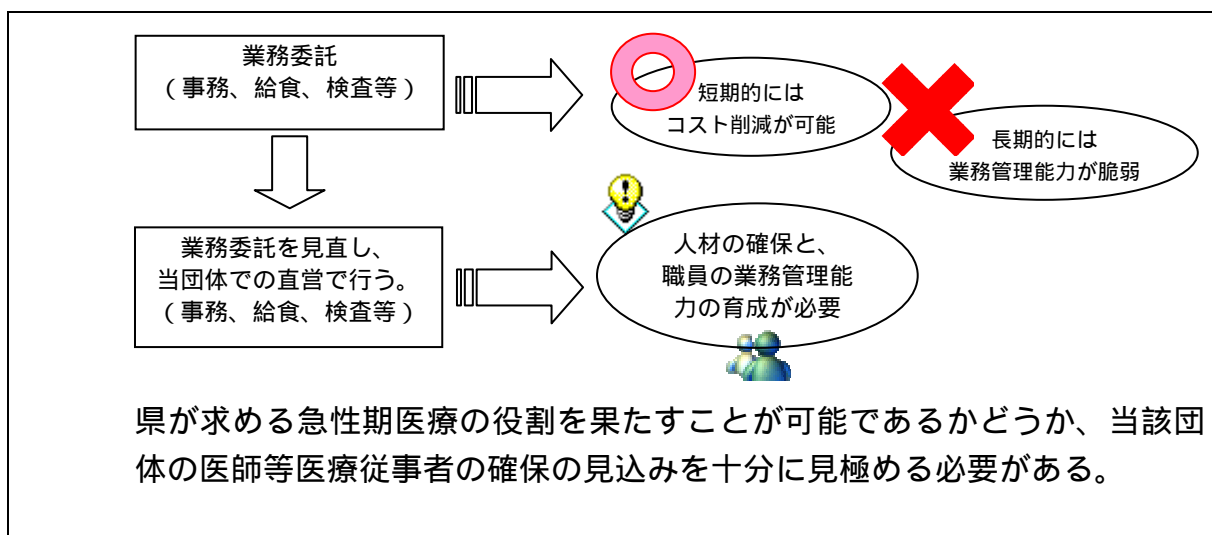 業務委託
（事務、給食、検査等）
短期的には
コスト削減が可能
長期的には
業務管理能力が脆弱
業務委託を見直し、
当団体での直営で行う。
（事務、給食、検査等）
人材の確保と、
職員の業務管理能
力の育成が必要
県が求める急性期医療の役割を果たすことが可能であるかどうか、当該団
体の医師等医療従事者の確保の見込みを十分に見極める必要がある。